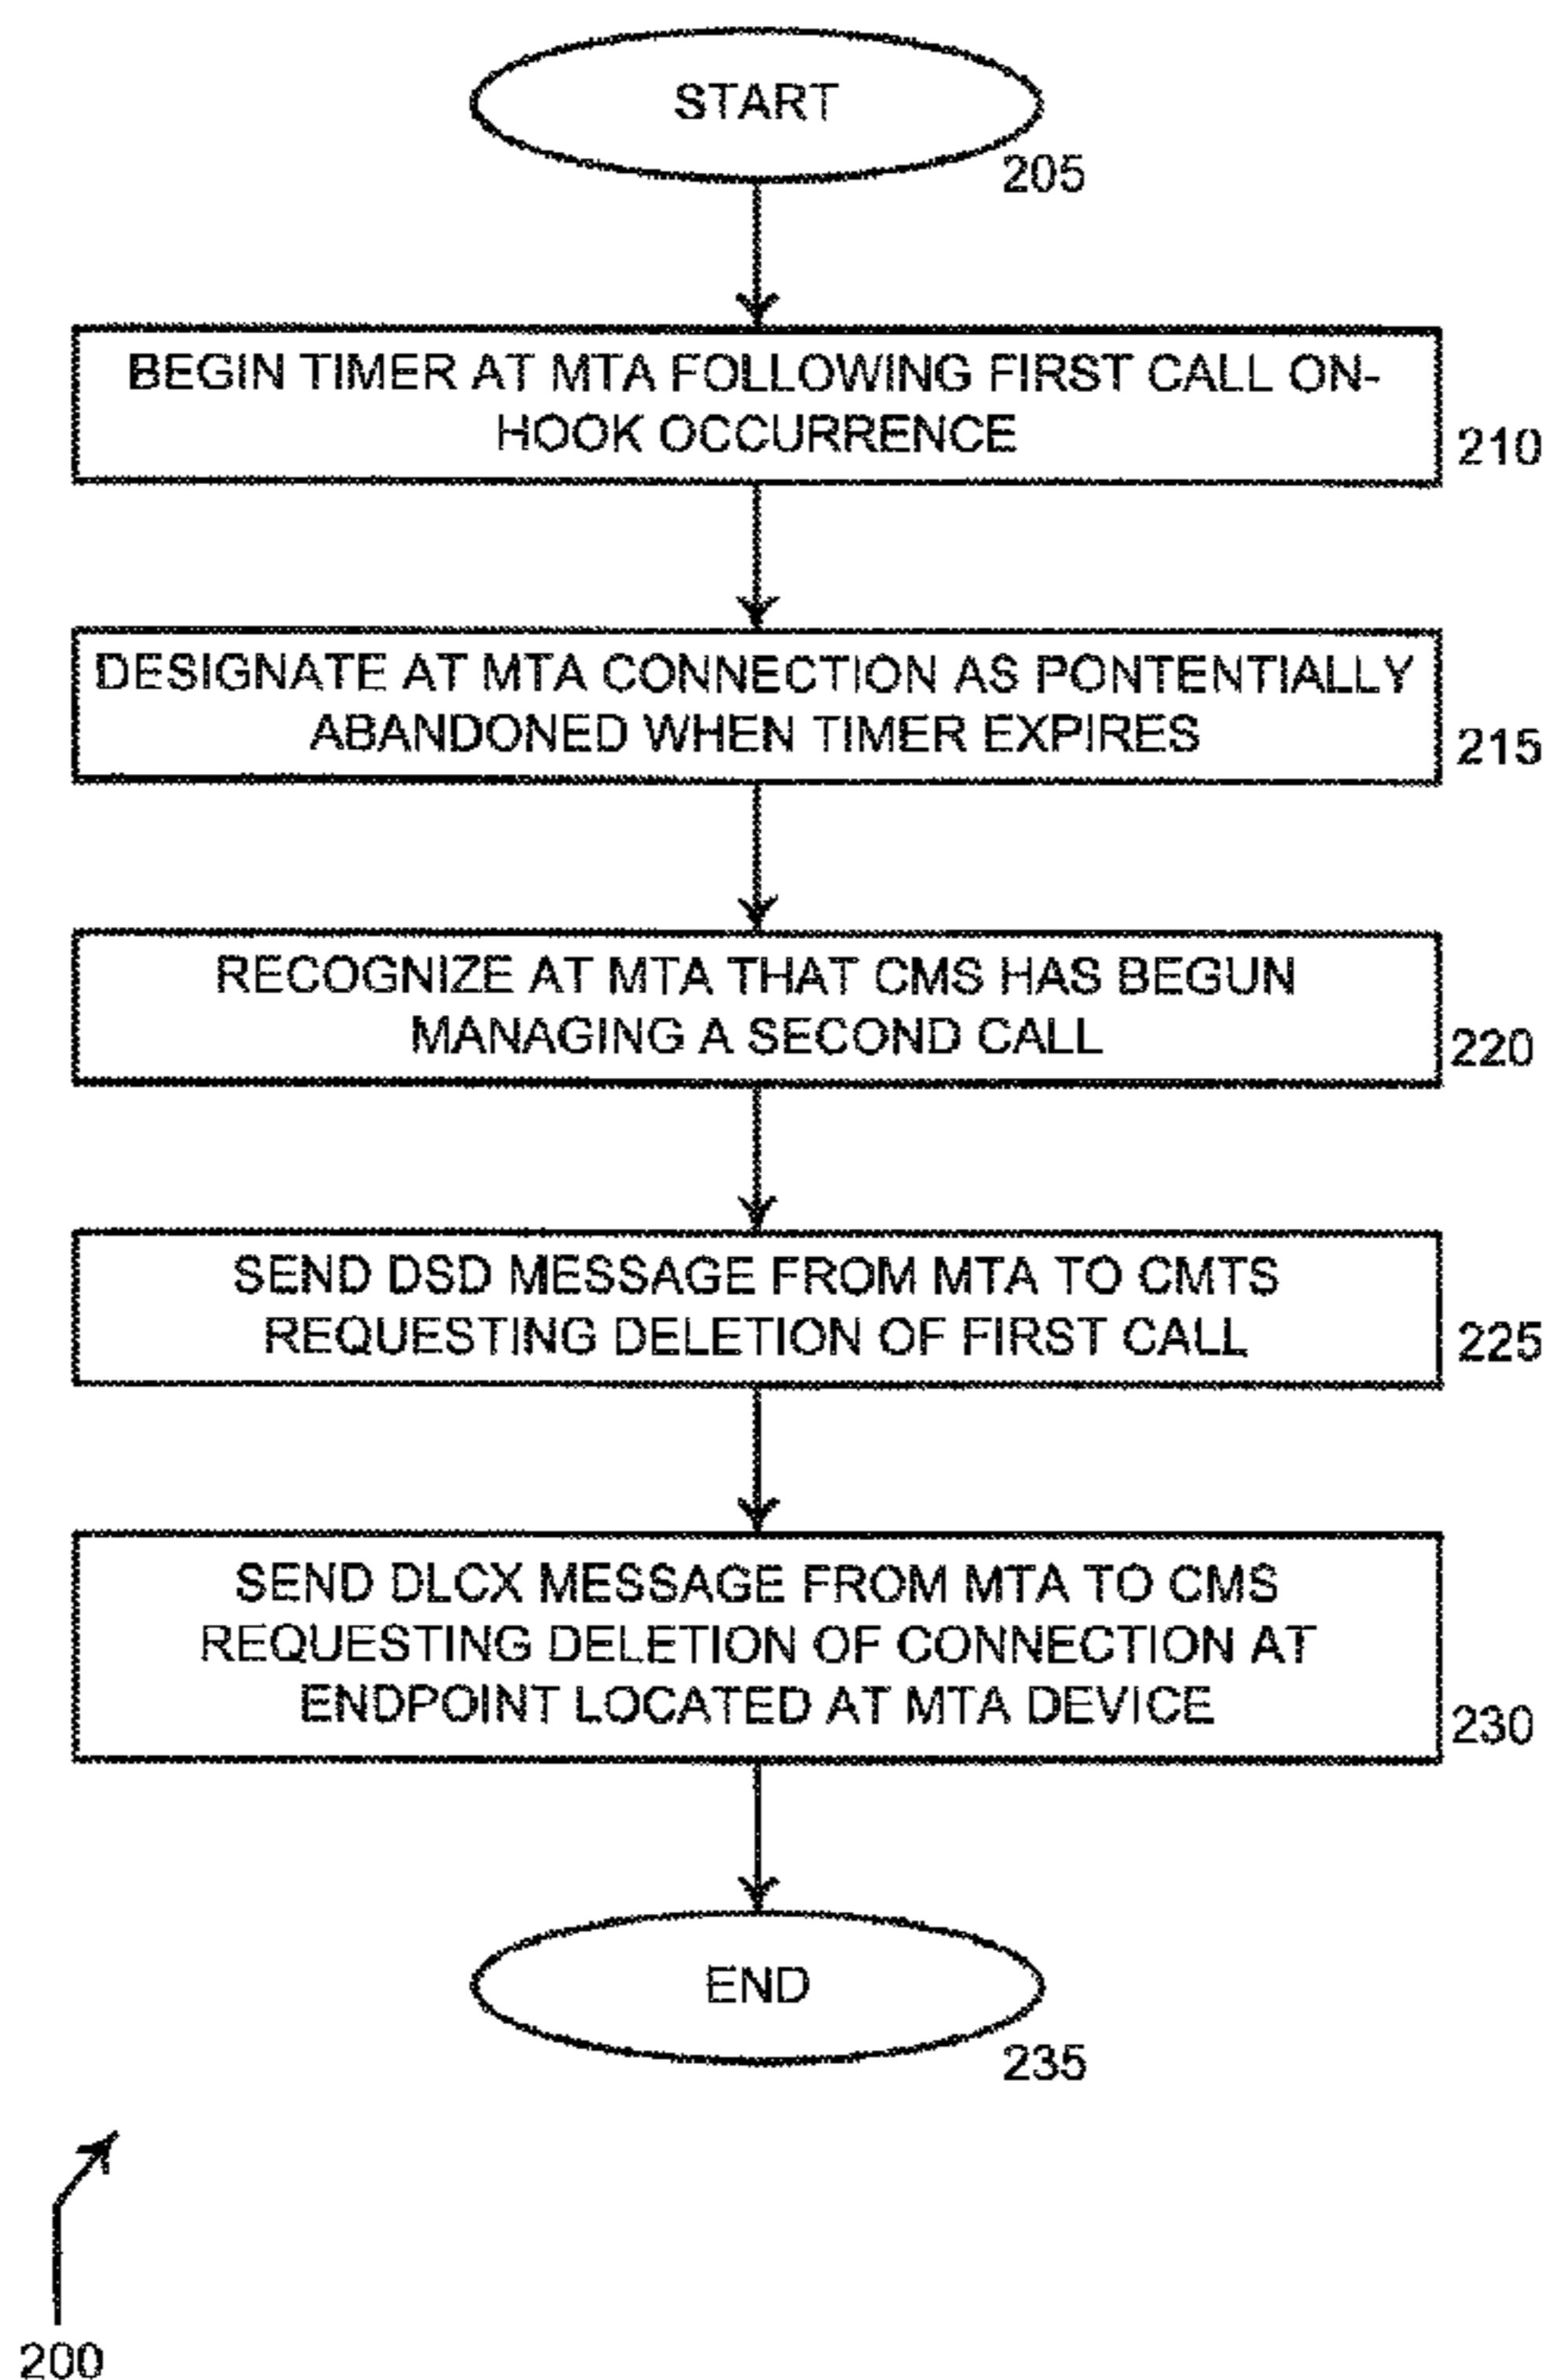 START
205
BEGIN TIMER AT MTA FOLLOWING FIRST CALL ON-
HOOK OCCURRENCE
210
DESIGNATE AT MTA CONNECTION AS PONTENTIALLY
ABANDONED WHEN TIMER EXPIRES
215
RECOGNIZE AT MTA THAT CMS HAS BEGUN
MANAGING A SECOND CALL
220
SEND DSD MESSAGE FROM MTA TO CMTS
REQUESTING DELETION OF FIRST CALL
225
SEND DLCX MESSAGE FROM MTA TO CMS
REQUESTING DELETION OF CONNECTION AT
ENDPOINT LOCATED AT MTA DEVICE
230
END
235
200